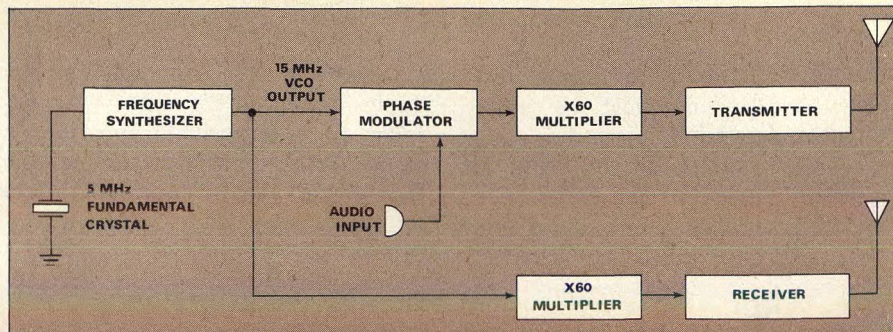 15 MHz
VCO
OUTPUT
FREQUENCY
SYNTHESIZER
PHASE
MODULATOR
X60
MULTIPLIER
TRANSMITTER
5 MHz
FUNDAMENTAL
CRYSTAL
AUDIO
INPUT
X60
MULTIPLIER
RECEIVER